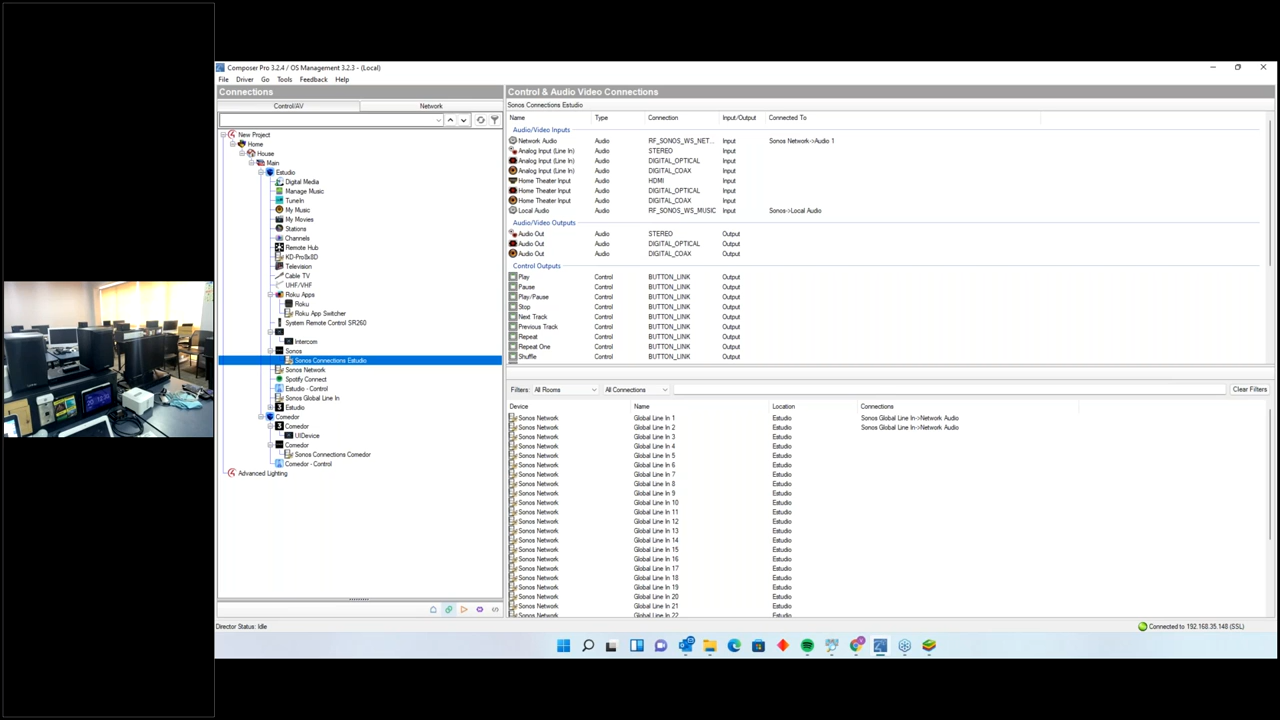 Composer Pro 3.2.4 / OS Management 3.2.3 - (Local)
File Driver Go Tools Feedback Help
Connections
Control/AV Network
New Project
Home
House
Main
Estudio
Digital Media
Manage Music
TuneIn
My Music
My Movies
Stations
Channels
Remote Hub
KD-Pro8x8D
Television
Cable TV
UHF/VHF
Roku Apps
Roku
Roku App Switcher
System Remote Control SR260
Intercom
Sonos
Sonos Connections Estudio
Sonos Network
Spotify Connect
Estudio - Control
Sonos Global Line In
Estudio
Comedor
Comedor
UIDevice
Comedor
Sonos Connections Comedor
Comedor - Control
Advanced Lighting
Control & Audio Video Connections
Sonos Connections Estudio
Name Type Connection Input/Output Connected To
Audio/Video Inputs
Network Audio Audio RF_SONOS_WS_NET... Input Sonos Network->Audio 1
Analog Input (Line In) Audio STEREO Input
Analog Input (Line In) Audio DIGITAL_OPTICAL Input
Analog Input (Line In) Audio DIGITAL_COAX Input
Home Theater Input Audio HDMI Input
Home Theater Input Audio DIGITAL_OPTICAL Input
Home Theater Input Audio DIGITAL_COAX Input
Local Audio Audio RF_SONOS_WS_MUSIC Input Sonos->Local Audio
Audio/Video Outputs
Audio Out Audio STEREO Output
Audio Out Audio DIGITAL_OPTICAL Output
Audio Out Audio DIGITAL_COAX Output
Control Outputs
Play Control BUTTON_LINK Output
Pause Control BUTTON_LINK Output
Play/Pause Control BUTTON_LINK Output
Stop Control BUTTON_LINK Output
Next Track Control BUTTON_LINK Output
Previous Track Control BUTTON_LINK Output
Repeat Control BUTTON_LINK Output
Repeat One Control BUTTON_LINK Output
Shuffle Control BUTTON_LINK Output
Filters: All Rooms All Connections Clear Filters
Device Name Location Connections
Sonos Network Global Line In 1 Estudio Sonos Global Line In->Network Audio
Sonos Network Global Line In 2 Estudio Sonos Global Line In->Network Audio
Sonos Network Global Line In 3 Estudio
Sonos Network Global Line In 4 Estudio
Sonos Network Global Line In 5 Estudio
Sonos Network Global Line In 6 Estudio
Sonos Network Global Line In 7 Estudio
Sonos Network Global Line In 8 Estudio
Sonos Network Global Line In 9 Estudio
Sonos Network Global Line In 10 Estudio
Sonos Network Global Line In 11 Estudio
Sonos Network Global Line In 12 Estudio
Sonos Network Global Line In 13 Estudio
Sonos Network Global Line In 14 Estudio
Sonos Network Global Line In 15 Estudio
Sonos Network Global Line In 16 Estudio
Sonos Network Global Line In 17 Estudio
Sonos Network Global Line In 18 Estudio
Sonos Network Global Line In 19 Estudio
Sonos Network Global Line In 20 Estudio
Sonos Network Global Line In 21 Estudio
Sonos Network Global Line In 22 Estudio
Director Status: Idle
Connected to 192.168.35.148 (SSL)